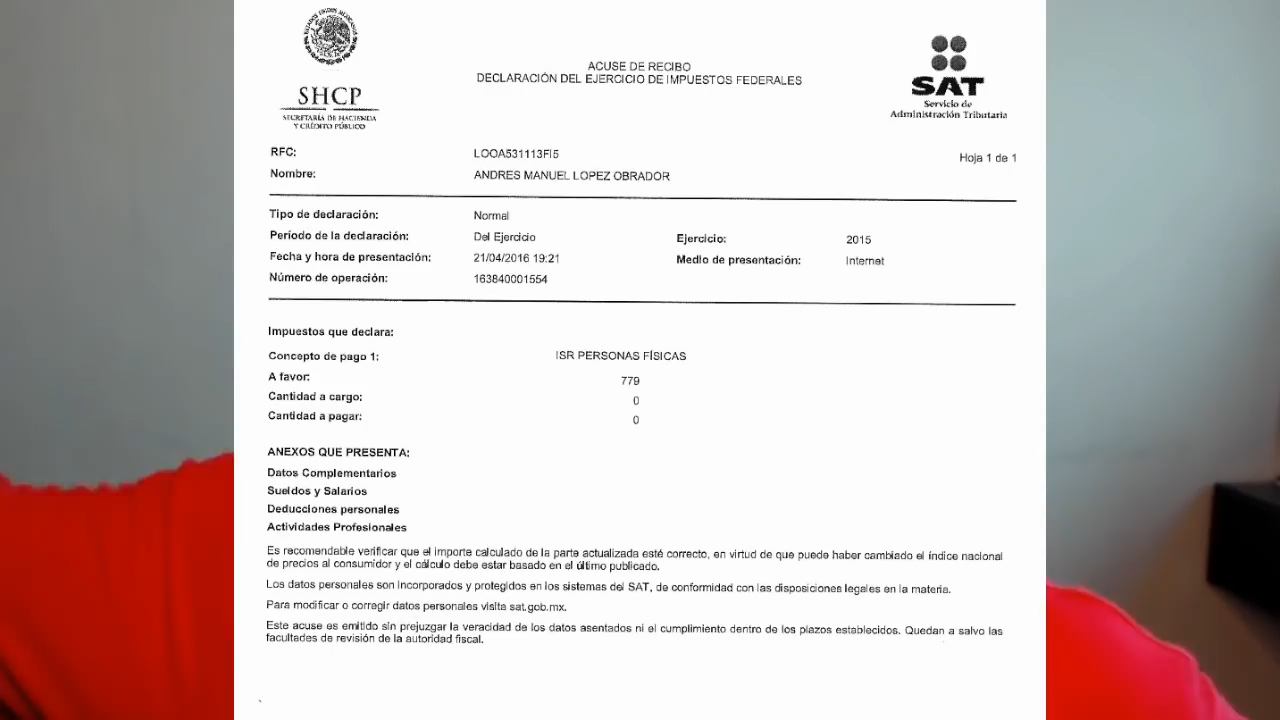 ESTADOS UNIDOS MEXICANOS
SHCP
SECRETARÍA DE HACIENDA
Y CRÉDITO PÚBLICO
ACUSE DE RECIBO
DECLARACIÓN DEL EJERCICIO DE IMPUESTOS FEDERALES
SAT
Servicio de
Administración Tributaria
RFC: LOOA531113FI5
Hoja 1 de 1
Nombre: ANDRES MANUEL LOPEZ OBRADOR
Tipo de declaración: Normal
Período de la declaración: Del Ejercicio Ejercicio: 2015
Fecha y hora de presentación: 21/04/2016 19:21 Medio de presentación: Internet
Número de operación: 163840001554
Impuestos que declara:
Concepto de pago 1: ISR PERSONAS FÍSICAS
A favor: 779
Cantidad a cargo: 0
Cantidad a pagar: 0
ANEXOS QUE PRESENTA:
Datos Complementarios
Sueldos y Salarios
Deducciones personales
Actividades Profesionales
Es recomendable verificar que el importe calculado de la parte actualizada esté correcto, en virtud de que puede haber cambiado el índice nacional
de precios al consumidor y el cálculo debe estar basado en el último publicado.
Los datos personales son incorporados y protegidos en los sistemas del SAT, de conformidad con las disposiciones legales en la materia.
Para modificar o corregir datos personales visita sat.gob.mx.
Este acuse es emitido sin prejuzgar la veracidad de los datos asentados ni el cumplimiento dentro de los plazos establecidos. Quedan a salvo las
facultades de revisión de la autoridad fiscal.